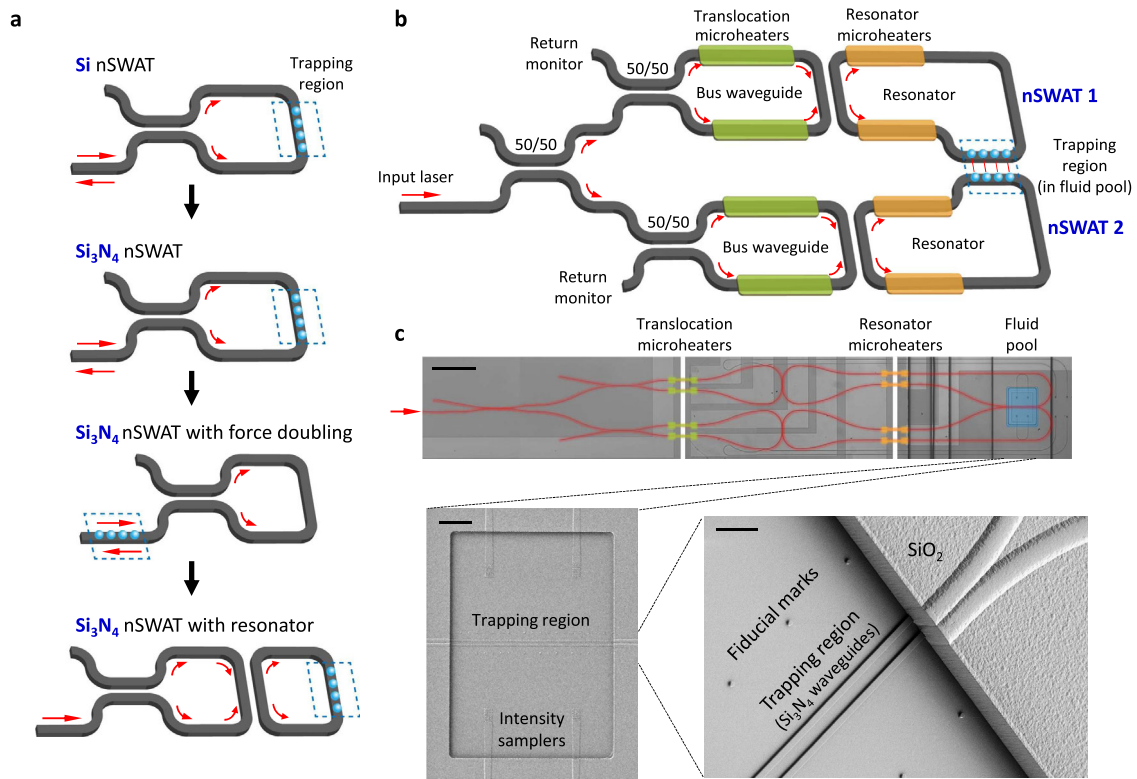 a
Si nSWAT
Trapping
region
Si₃N₄ nSWAT
Si₃N₄ nSWAT with force doubling
Si₃N₄ nSWAT with resonator
b
Translocation
microheaters
Resonator
microheaters
Return
monitor
50/50
Bus waveguide
Resonator
nSWAT 1
50/50
Trapping
region
(in fluid pool)
Input laser
50/50
nSWAT 2
Bus waveguide
Resonator
Return
monitor
c
Translocation
microheaters
Resonator
microheaters
Fluid
pool
Trapping region
Intensity
samplers
SiO₂
Fiducial marks
Trapping region
(Si₃N₄ waveguides)